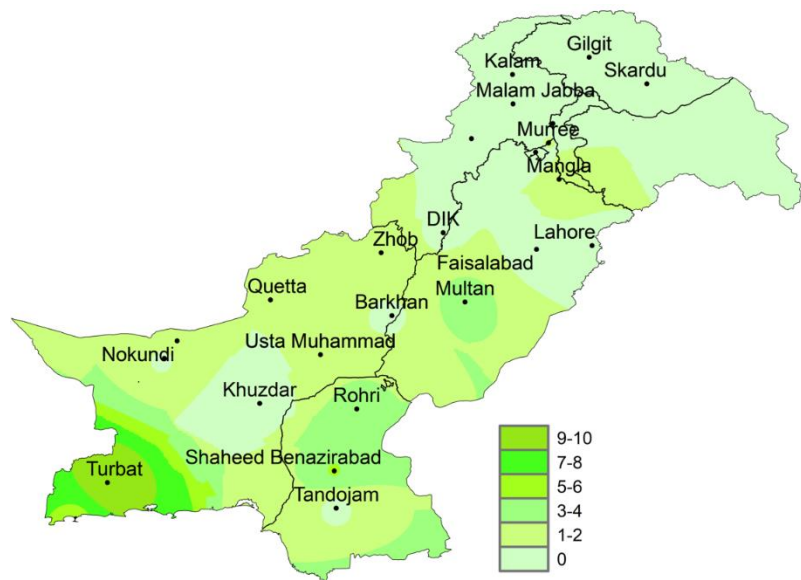 Gilgit
Kalam
Skardu
Malam Jabba
Murree
Mangla
DIK
Lahore
Zhob
Faisalabad
Quetta
Multan
Barkhan
Usta Muhammad
Nokundi
Khuzdar
Rohri
9-10
7-8
Shaheed Benazirabad
5-6
Turbat
3-4
Tandojam
1-2
0